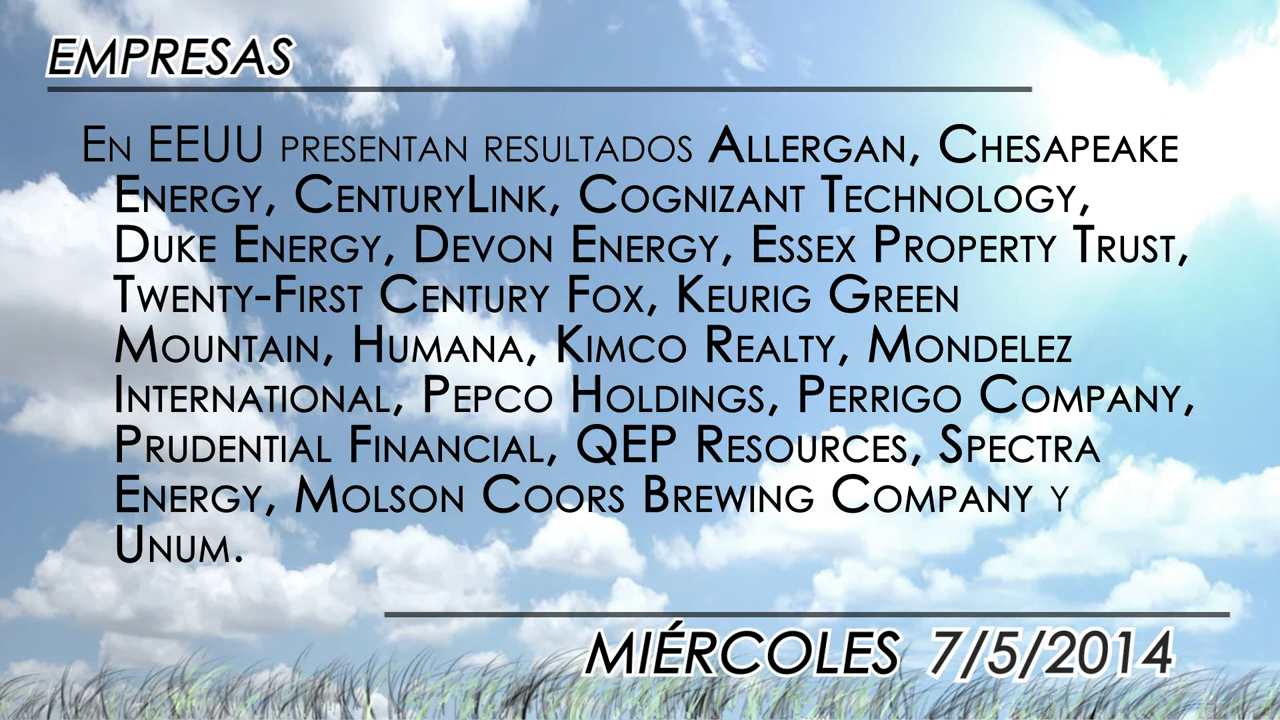 EMPRESAS
En EEUU presentan resultados Allergan, Chesapeake
Energy, CenturyLink, Cognizant Technology,
Duke Energy, Devon Energy, Essex Property Trust,
Twenty-First Century Fox, Keurig Green
Mountain, Humana, Kimco Realty, Mondelez
International, Pepco Holdings, Perrigo Company,
Prudential Financial, QEP Resources, Spectra
Energy, Molson Coors Brewing Company y
Unum.
MIÉRCOLES 7/5/2014